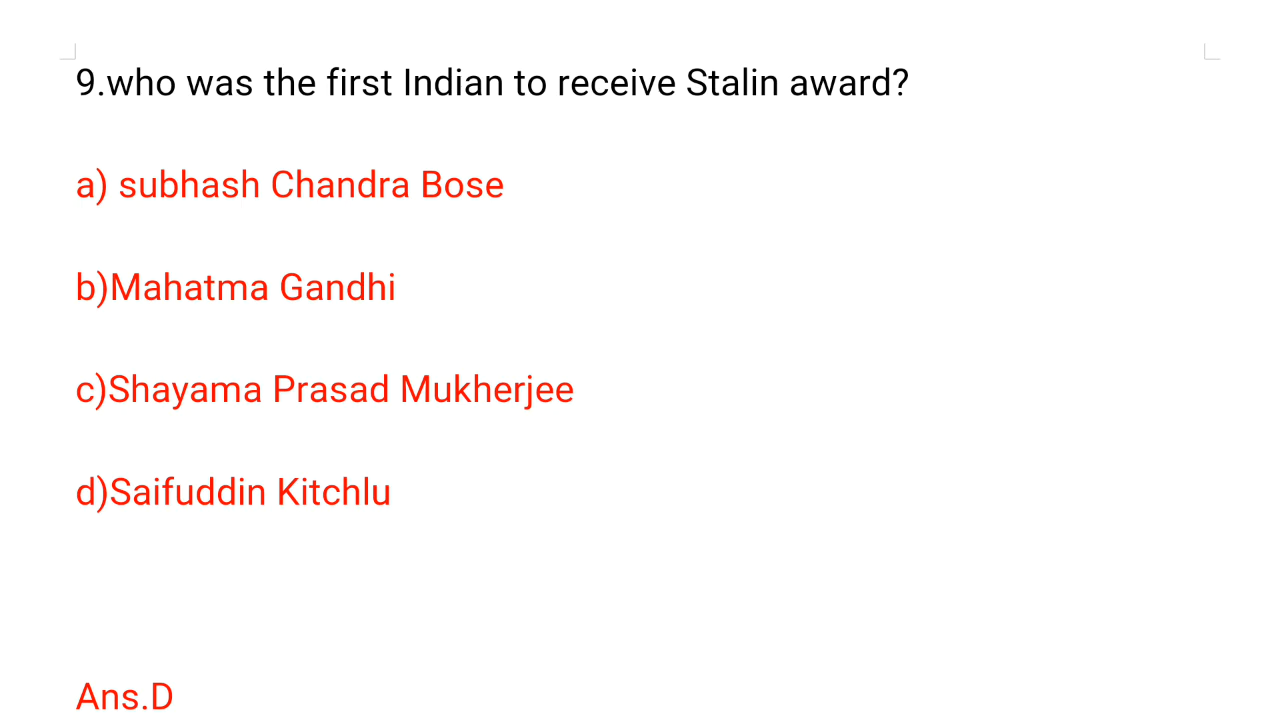 9.who was the first Indian to receive Stalin award?
a) subhash Chandra Bose
b)Mahatma Gandhi
c)Shayama Prasad Mukherjee
d)Saifuddin Kitchlu
Ans.D